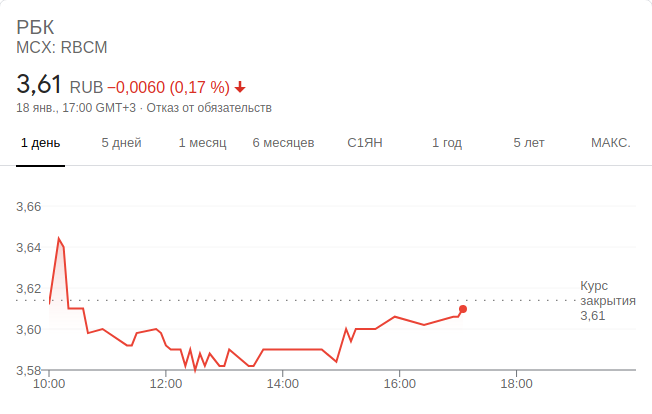 РБК
MCX: RBCM
3,61 RUB −0,0060 (0,17 %)
18 янв., 17:00 GMT+3 · Отказ от обязательств
1 день 5 дней 1 месяц 6 месяцев С1ЯН 1 год 5 лет МАКС.
3,66
3,64
3,62
3,60
3,58
Курс
закрытия
3,61
10:00 12:00 14:00 16:00 18:00